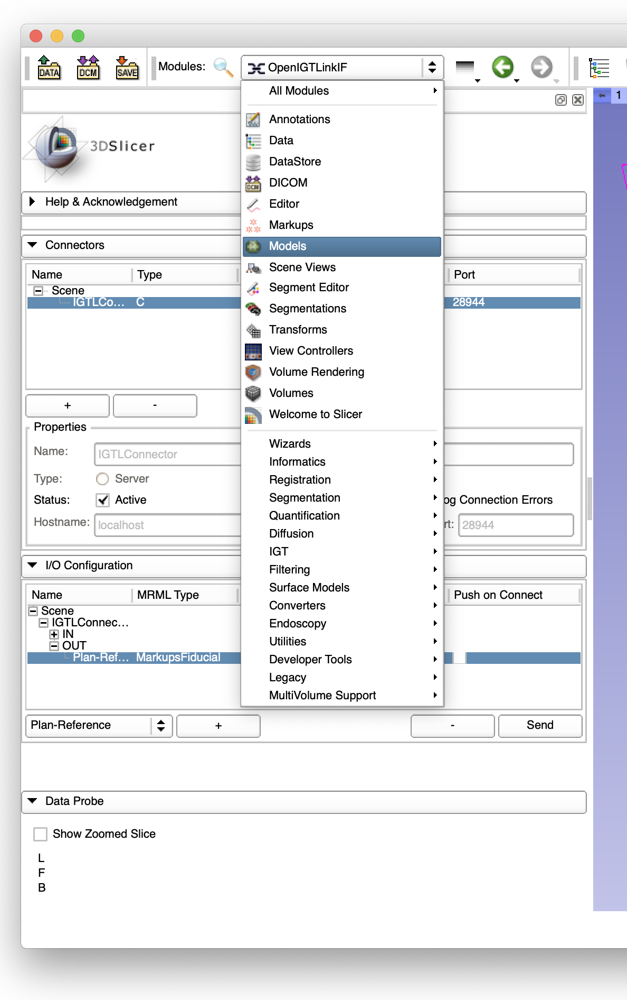 DATA DCM SAVE Modules: OpenIGTLinkIF
1
All Modules
3DSlicer
Annotations
Data
DataStore
DCM DICOM
Editor
Markups
Models
Scene Views
Segment Editor
Segmentations
Transforms
View Controllers
Volume Rendering
Volumes
Welcome to Slicer
Wizards
Informatics
Registration
Segmentation
Quantification
Diffusion
IGT
Filtering
Surface Models
Converters
Endoscopy
Utilities
Developer Tools
Legacy
MultiVolume Support
Help & Acknowledgement
Connectors
Name Type Port
Scene
IGTLCo... C 28944
+ -
Properties
Name: IGTLConnector
Type: Server
Status: Active og Connection Errors
Hostname: localhost rt: 28944
I/O Configuration
Name MRML Type Push on Connect
Scene
IGTLConnec...
IN
OUT
Plan-Ref... MarkupsFiducial
Plan-Reference + - Send
Data Probe
Show Zoomed Slice
L
F
B